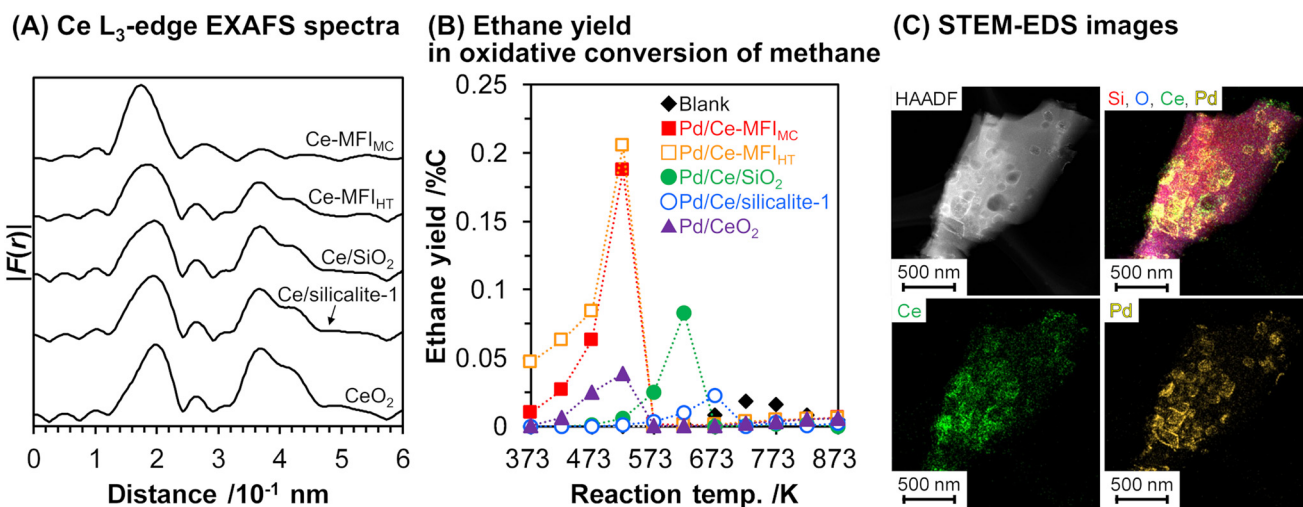 (A) Ce L3-edge EXAFS spectra
|F(r)|
Ce-MFIMC
Ce-MFIHT
Ce/SiO2
Ce/silicalite-1
CeO2
0 1 2 3 4 5 6
Distance /10-1 nm
(B) Ethane yield
in oxidative conversion of methane
Ethane yield /%C
0.25
0.2
0.15
0.1
0.05
0
Blank
Pd/Ce-MFIMC
Pd/Ce-MFIHT
Pd/Ce/SiO2
Pd/Ce/silicalite-1
Pd/CeO2
373 473 573 673 773 873
Reaction temp. /K
(C) STEM-EDS images
HAADF
500 nm
Si, O, Ce, Pd
500 nm
Ce
500 nm
Pd
500 nm